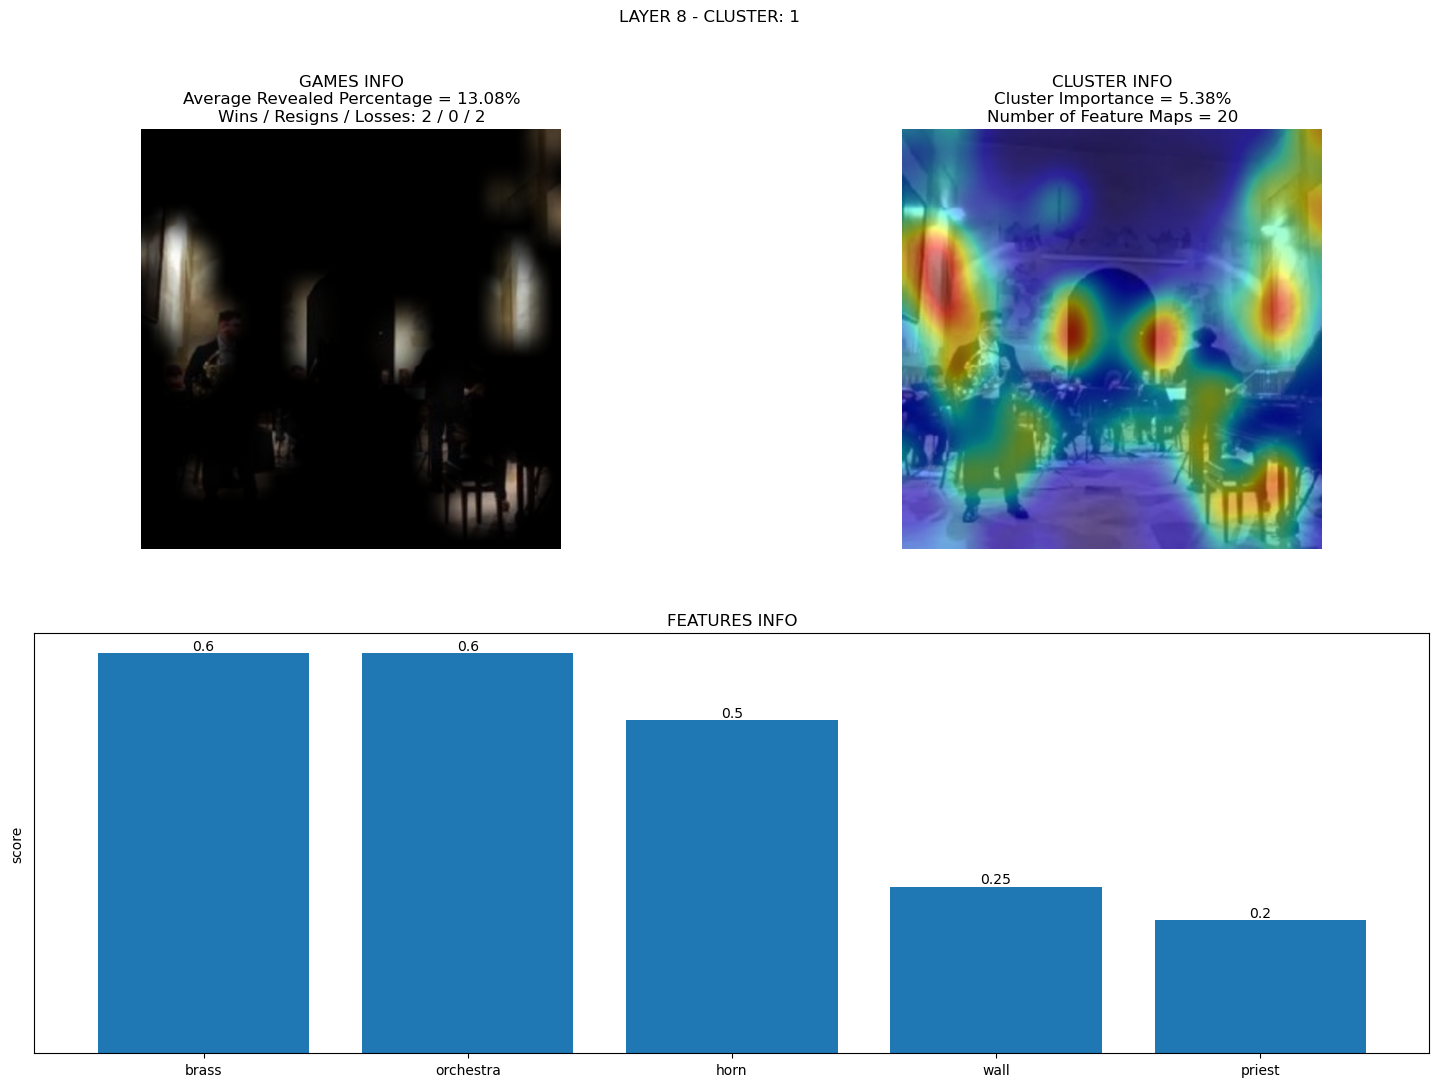 LAYER 8 - CLUSTER: 1
GAMES INFO
Average Revealed Percentage = 13.08%
Wins / Resigns / Losses: 2 / 0 / 2
CLUSTER INFO
Cluster Importance = 5.38%
Number of Feature Maps = 20
FEATURES INFO
score
0.6
0.6
0.5
0.25
0.2
brass
orchestra
horn
wall
priest